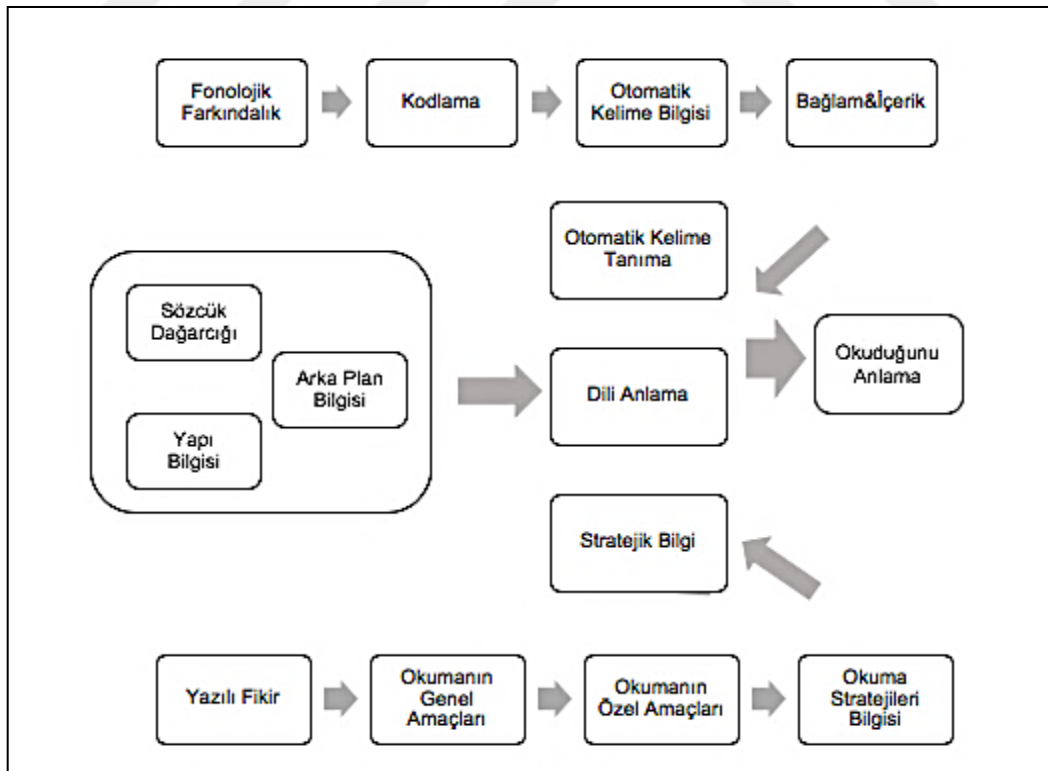 Fonolojik
Farkındalık
Kodlama
Otomatik
Kelime Bilgisi
Bağlam&İçerik
Otomatik Kelime
Tanıma
Sözcük
Dağarcığı
Arka Plan
Bilgisi
Yapı
Bilgisi
Dili Anlama
Okuduğunu
Anlama
Stratejik Bilgi
Yazılı Fikir
Okumanın
Genel
Amaçları
Okumanın
Özel Amaçları
Okuma
Stratejileri
Bilgisi